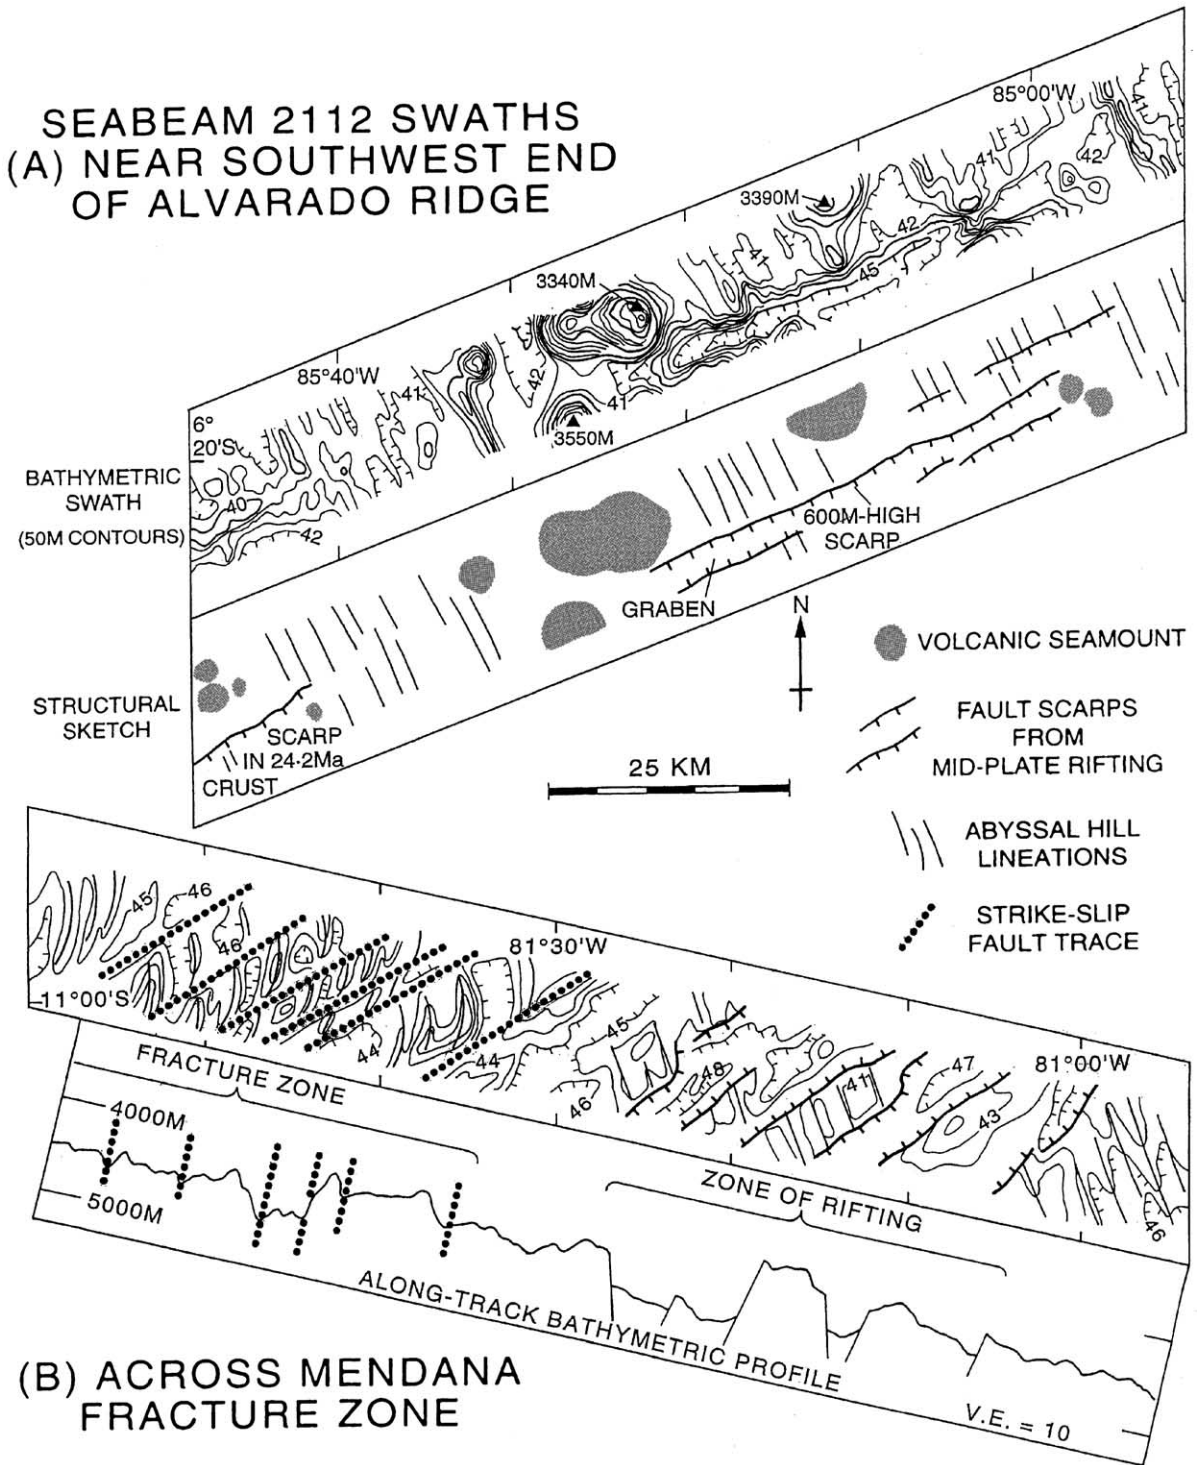 SEABEAM 2112 SWATHS
(A) NEAR SOUTHWEST END
OF ALVARADO RIDGE
85°00'W
41
41
42
3390M
42
45
41
3340M
85°40'W
42
41
41
3550M
6°
20'S
BATHYMETRIC
SWATH
(50M CONTOURS)
40
42
600M-HIGH
SCARP
GRABEN
N
STRUCTURAL
SKETCH
SCARP
IN 24·2Ma
CRUST
25 KM
VOLCANIC SEAMOUNT
FAULT SCARPS
FROM
MID-PLATE RIFTING
ABYSSAL HILL
LINEATIONS
STRIKE-SLIP
FAULT TRACE
45
46
46
81°30'W
11°00'S
44
44
45
46
48
41
47
43
81°00'W
46
FRACTURE ZONE
4000M
5000M
ZONE OF RIFTING
ALONG-TRACK BATHYMETRIC PROFILE
V.E. = 10
(B) ACROSS MENDANA
FRACTURE ZONE